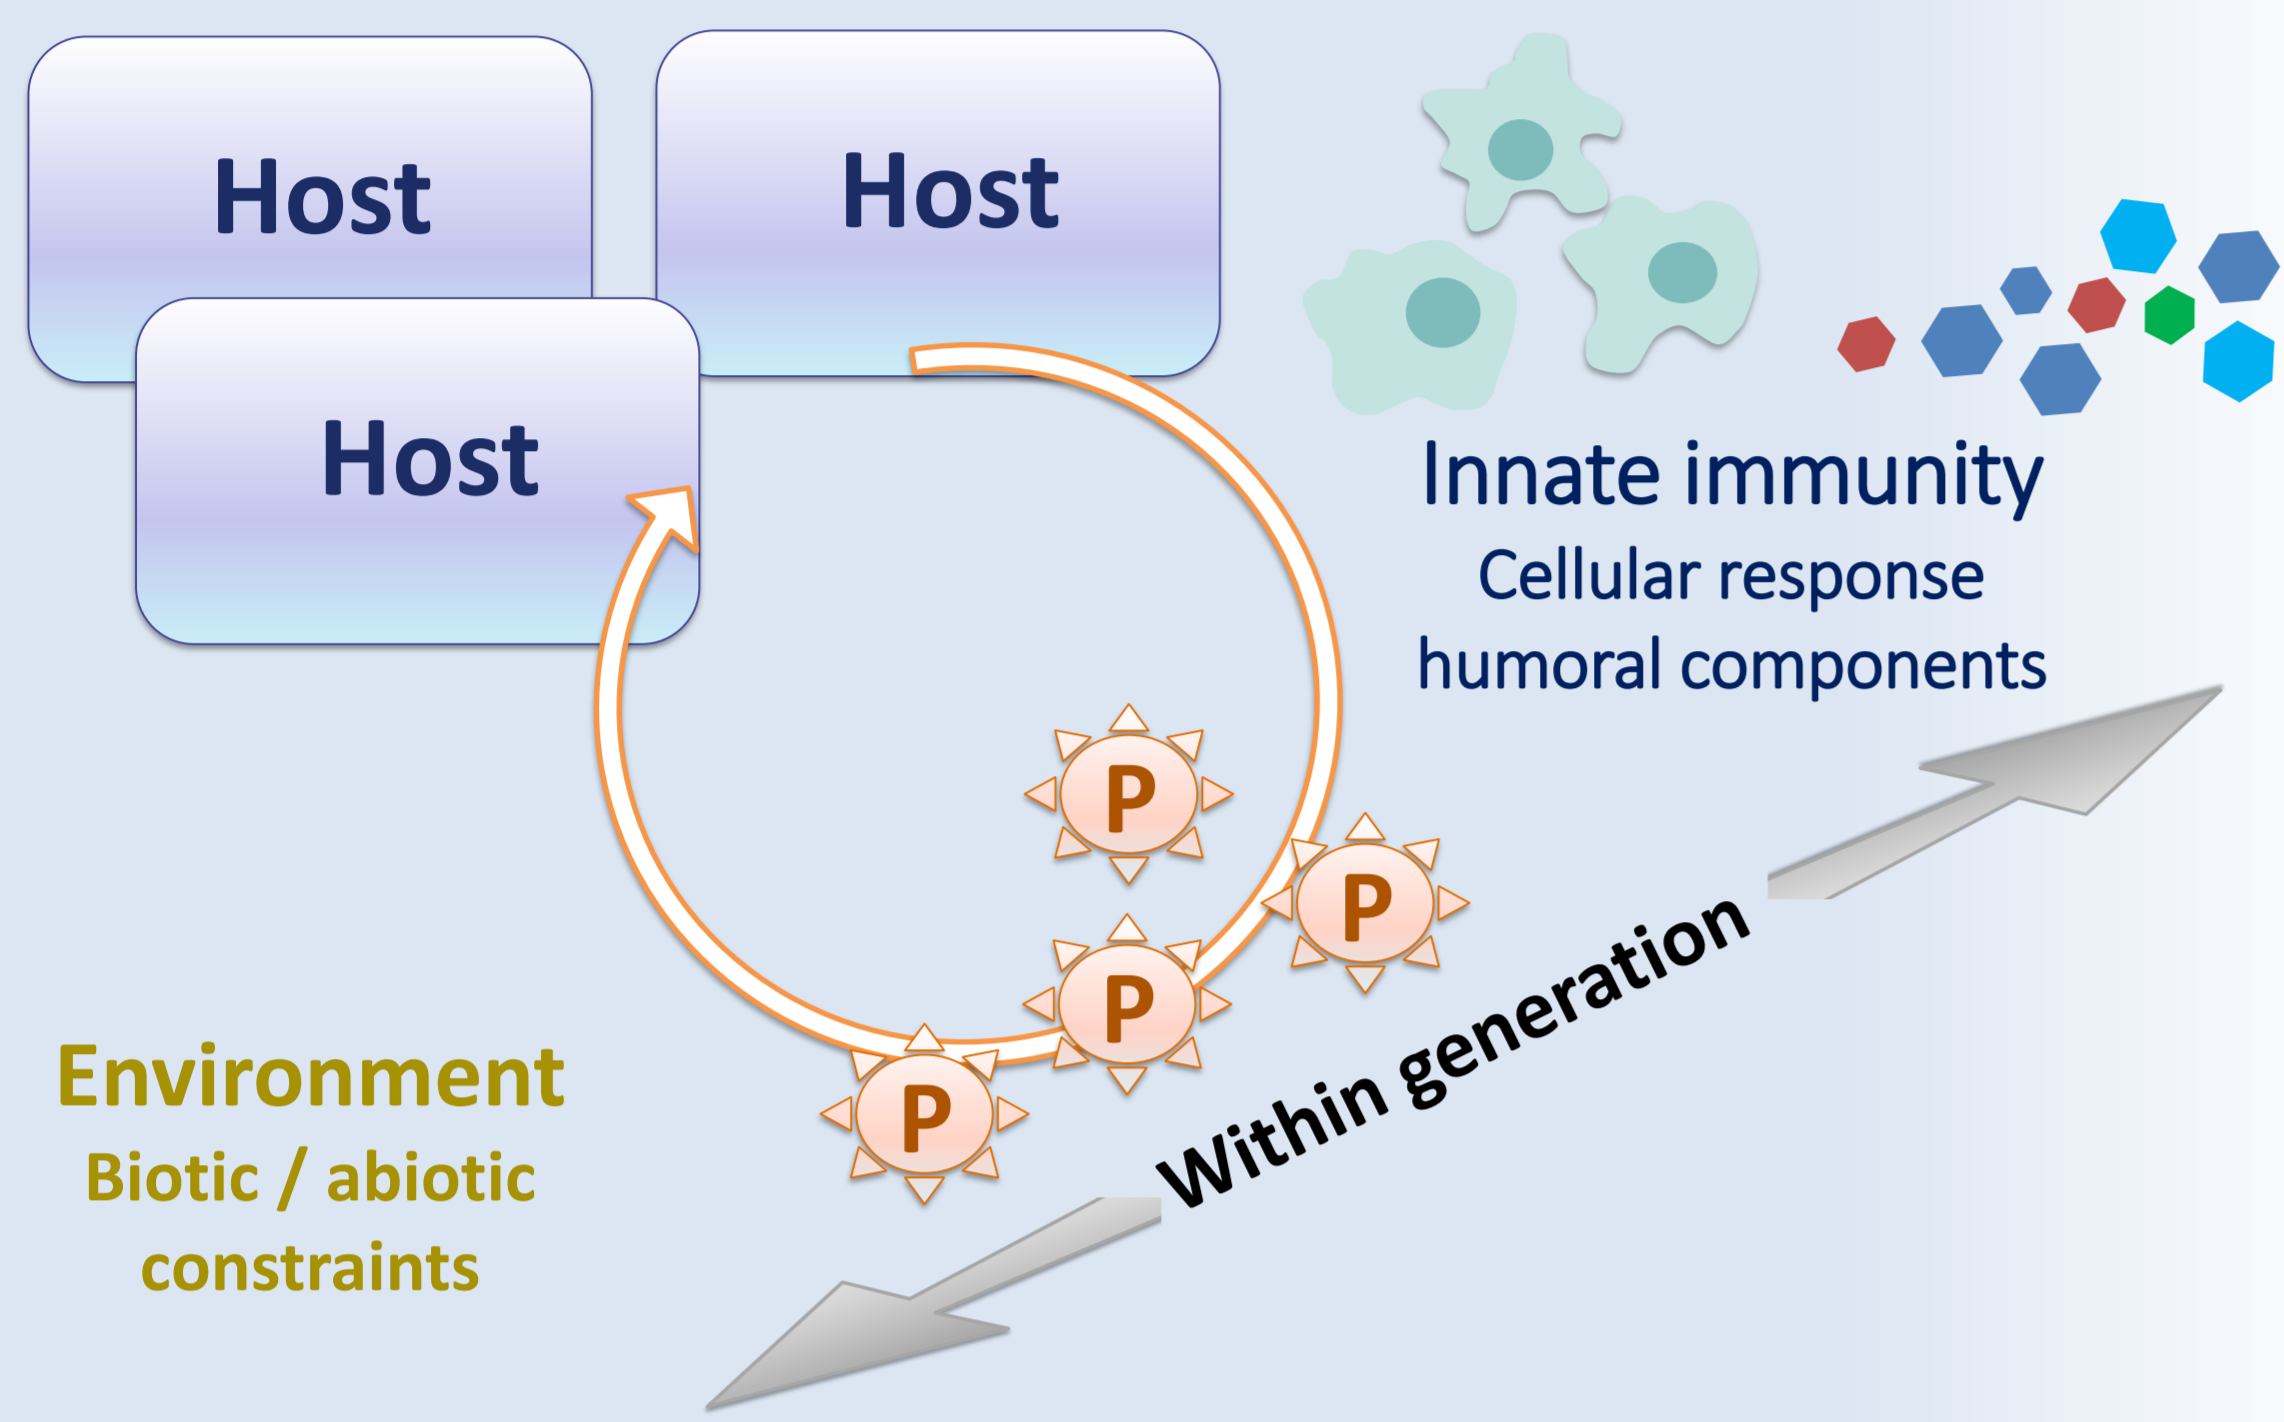 Host
Host
Host
Innate immunity
Cellular response
humoral components
P
P
P
P
Within generation
Environment
Biotic / abiotic
constraints